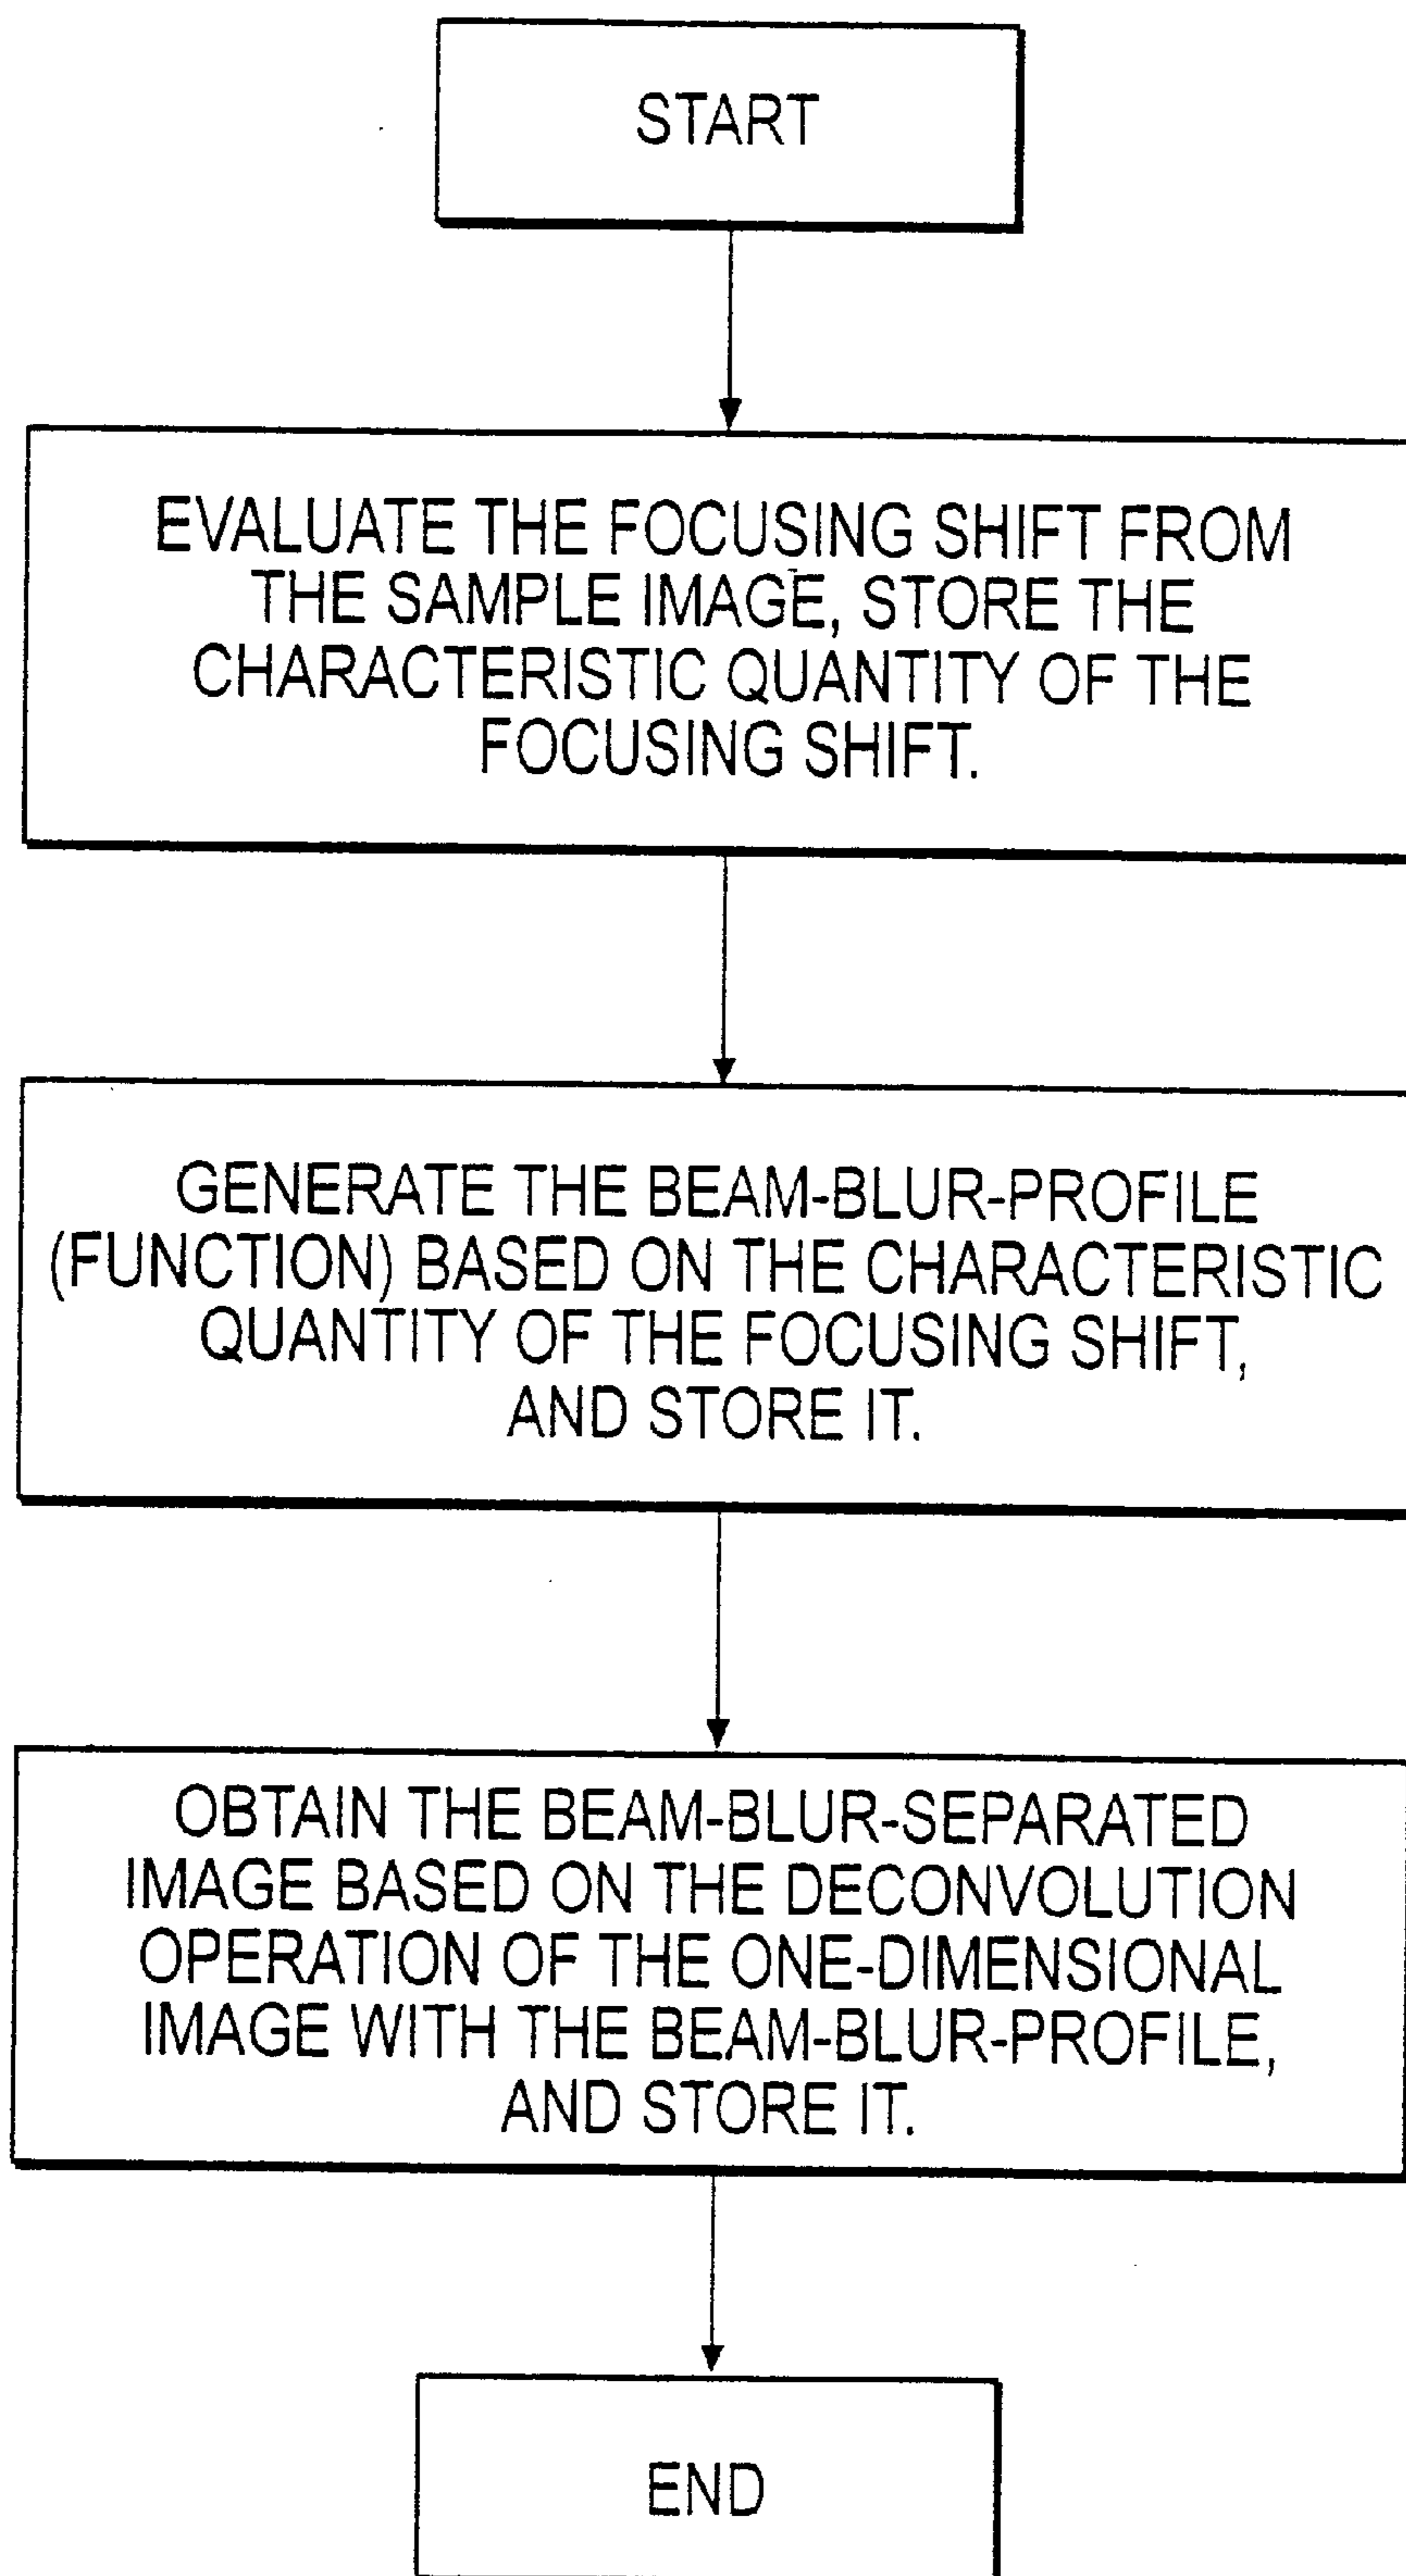 START
EVALUATE THE FOCUSING SHIFT FROM
THE SAMPLE IMAGE, STORE THE
CHARACTERISTIC QUANTITY OF THE
FOCUSING SHIFT.
GENERATE THE BEAM-BLUR-PROFILE
(FUNCTION) BASED ON THE CHARACTERISTIC
QUANTITY OF THE FOCUSING SHIFT,
AND STORE IT.
OBTAIN THE BEAM-BLUR-SEPARATED
IMAGE BASED ON THE DECONVOLUTION
OPERATION OF THE ONE-DIMENSIONAL
IMAGE WITH THE BEAM-BLUR-PROFILE,
AND STORE IT.
END